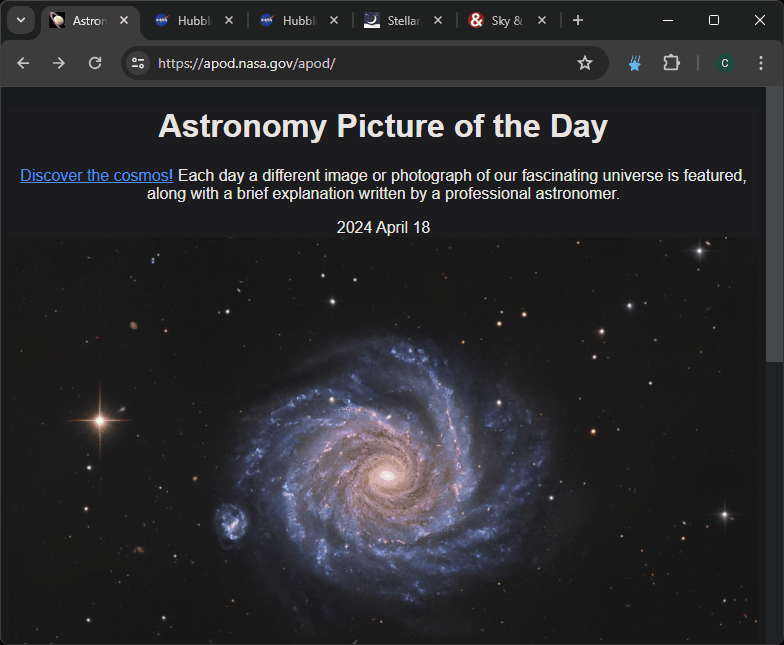 Astron
Hubbl
Hubbl
Stellar
Sky &
https://apod.nasa.gov/apod/
C
Astronomy Picture of the Day
Discover the cosmos! Each day a different image or photograph of our fascinating universe is featured,
along with a brief explanation written by a professional astronomer.
2024 April 18